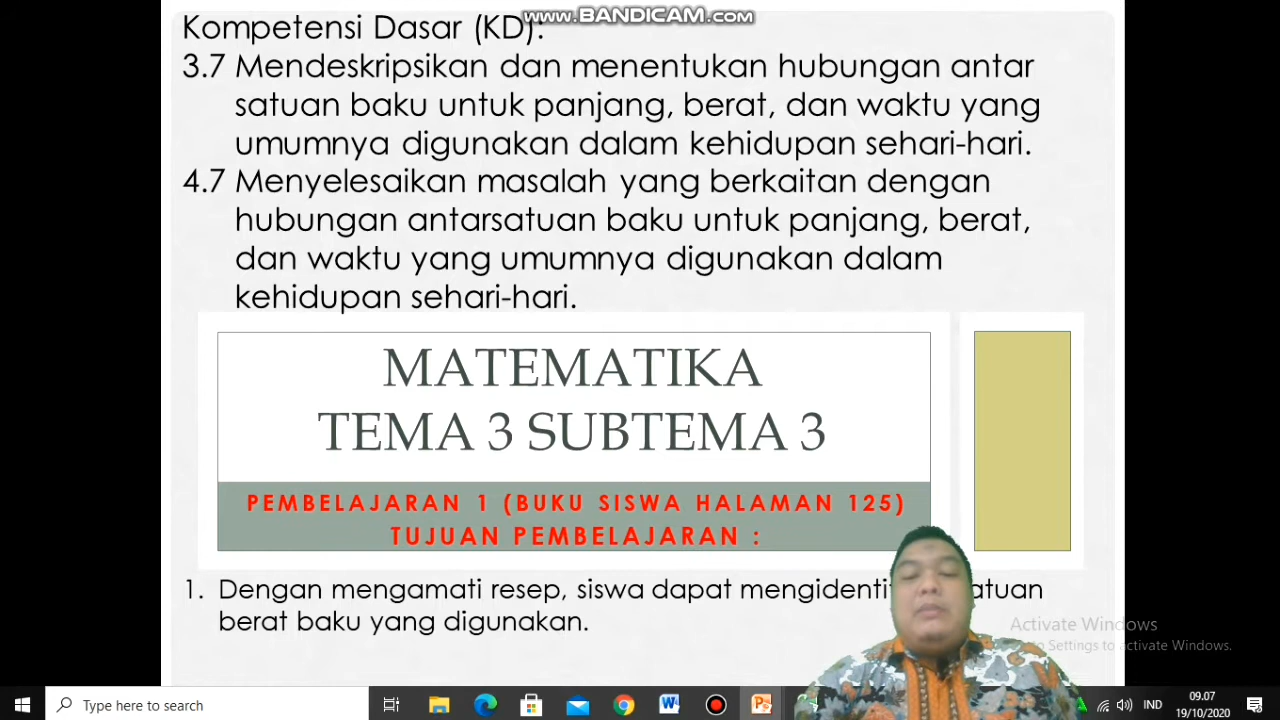 www.BANDICAM.com
Kompetensi Dasar (KD):
3.7 Mendeskripsikan dan menentukan hubungan antar
satuan baku untuk panjang, berat, dan waktu yang
umumnya digunakan dalam kehidupan sehari-hari.
4.7 Menyelesaikan masalah yang berkaitan dengan
hubungan antarsatuan baku untuk panjang, berat,
dan waktu yang umumnya digunakan dalam
kehidupan sehari-hari.
MATEMATIKA
TEMA 3 SUBTEMA 3
PEMBELAJARAN 1 (BUKU SISWA HALAMAN 125)
TUJUAN PEMBELAJARAN :
1. Dengan mengamati resep, siswa dapat
berat baku yang digunakan.
Activate Windows
Settings to activate Windows.
Type here to search
IND
09.07
19/10/2020